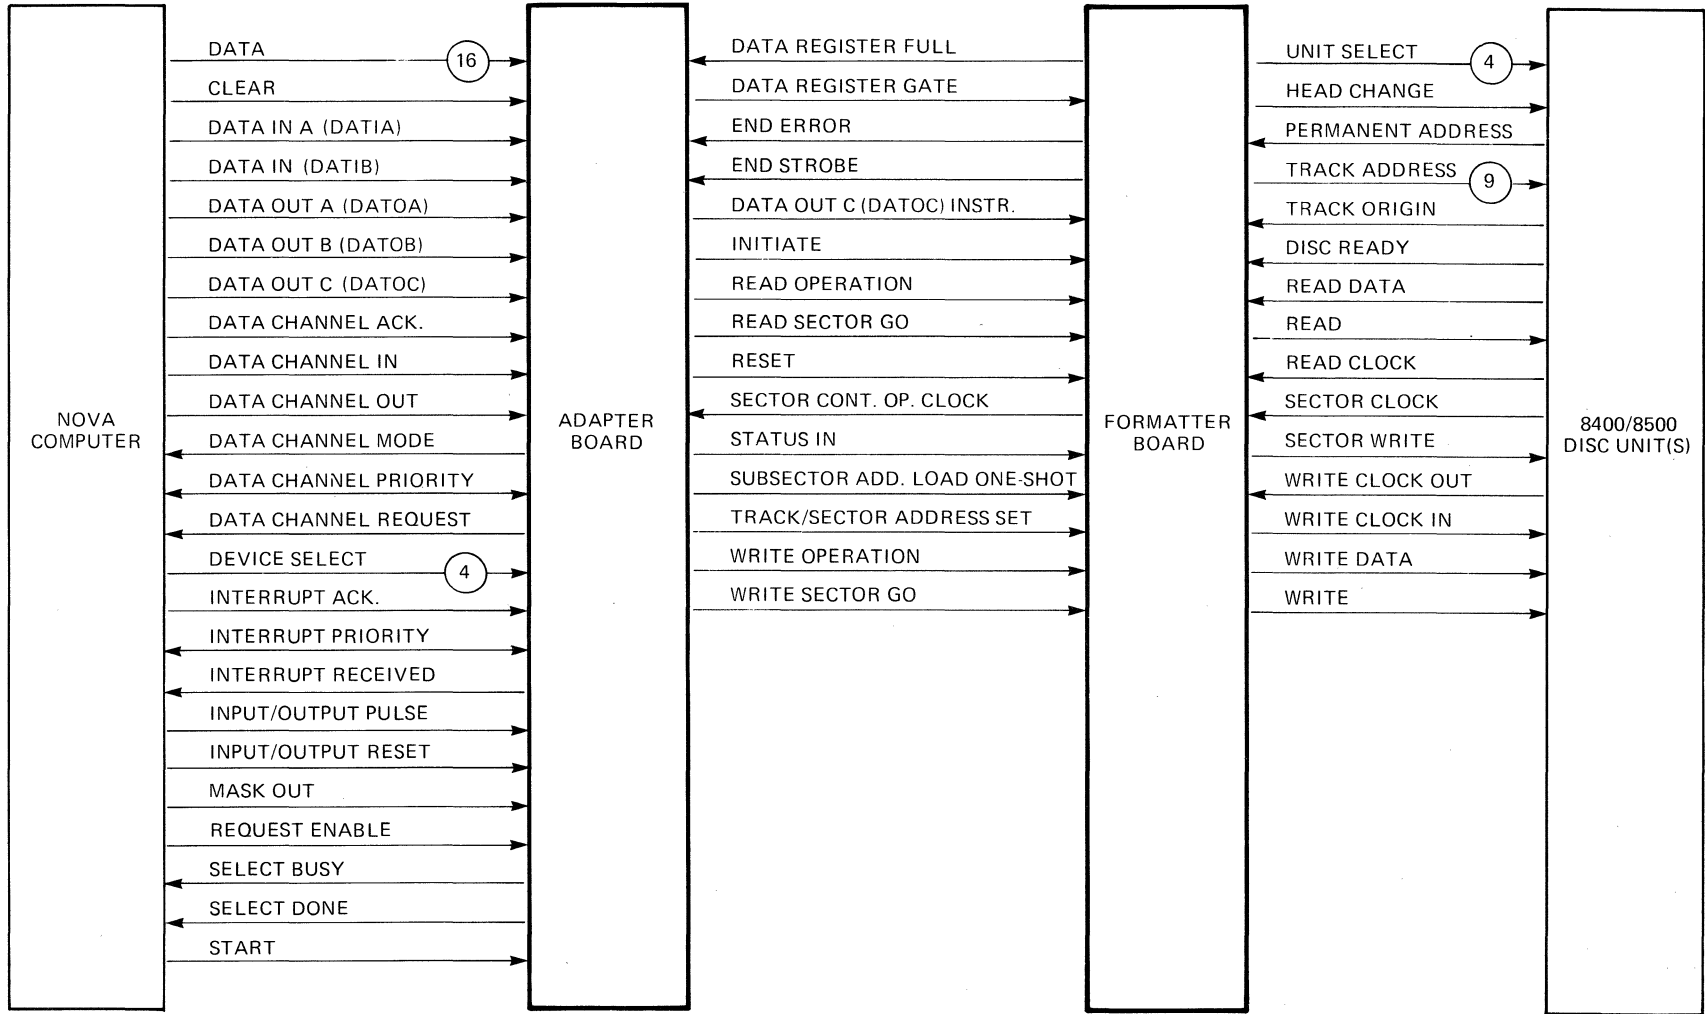 NOVA
COMPUTER
DATA
16
CLEAR
DATA IN A (DATIA)
DATA IN (DATIB)
DATA OUT A (DATOA)
DATA OUT B (DATOB)
DATA OUT C (DATOC)
DATA CHANNEL ACK.
DATA CHANNEL IN
DATA CHANNEL OUT
DATA CHANNEL MODE
DATA CHANNEL PRIORITY
DATA CHANNEL REQUEST
DEVICE SELECT
4
INTERRUPT ACK.
INTERRUPT PRIORITY
INTERRUPT RECEIVED
INPUT/OUTPUT PULSE
INPUT/OUTPUT RESET
MASK OUT
REQUEST ENABLE
SELECT BUSY
SELECT DONE
START
ADAPTER
BOARD
DATA REGISTER FULL
DATA REGISTER GATE
END ERROR
END STROBE
DATA OUT C (DATOC) INSTR.
INITIATE
READ OPERATION
READ SECTOR GO
RESET
SECTOR CONT. OP. CLOCK
STATUS IN
SUBSECTOR ADD. LOAD ONE-SHOT
TRACK/SECTOR ADDRESS SET
WRITE OPERATION
WRITE SECTOR GO
FORMATTER
BOARD
UNIT SELECT
4
HEAD CHANGE
PERMANENT ADDRESS
TRACK ADDRESS
9
TRACK ORIGIN
DISC READY
READ DATA
READ
READ CLOCK
SECTOR CLOCK
SECTOR WRITE
WRITE CLOCK OUT
WRITE CLOCK IN
WRITE DATA
WRITE
8400/8500
DISC UNIT(S)